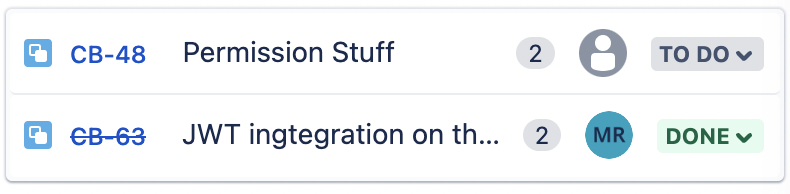 CB-48 Permission Stuff 2 TO DO
CB-63 JWT ingtegration on th... 2 MR DONE